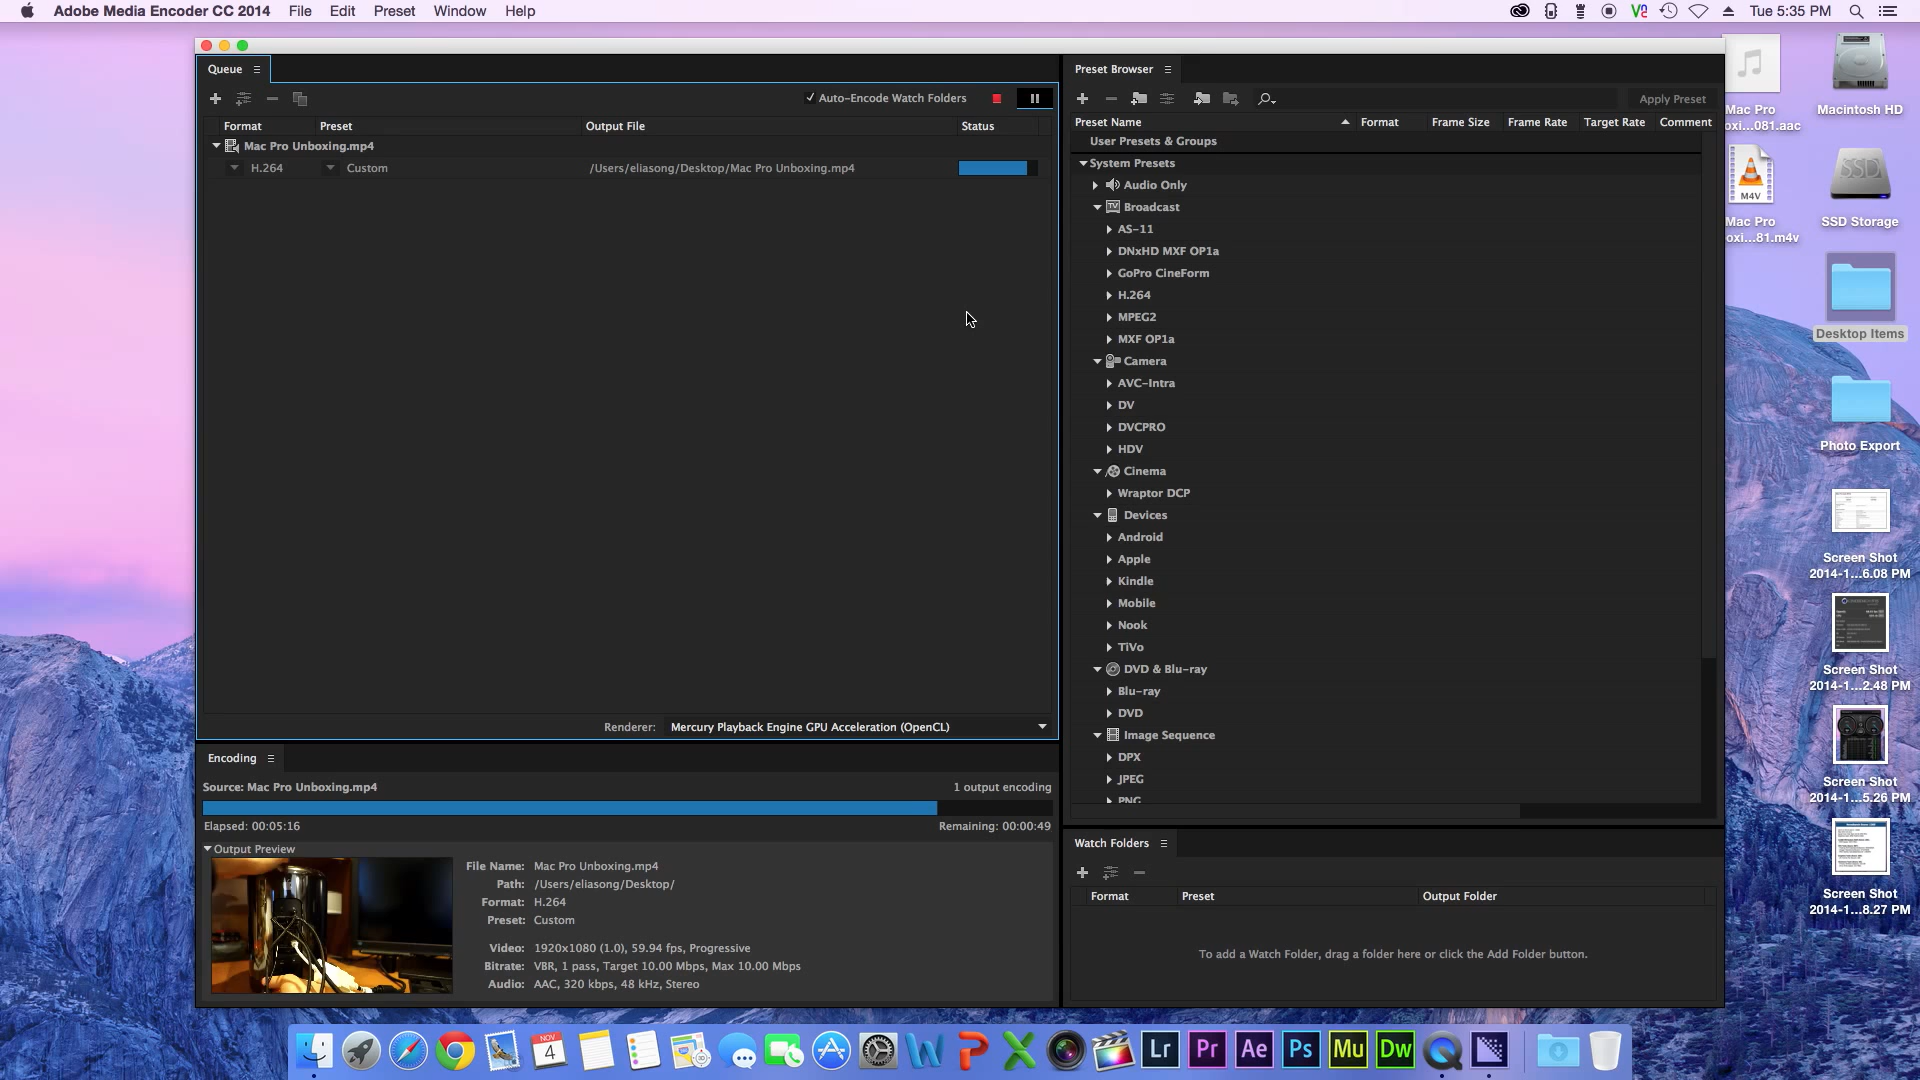 Adobe Media Encoder CC 2014 File Edit Preset Window Help
Tue 5:35 PM
Queue
Auto-Encode Watch Folders
Format Preset Output File Status
Mac Pro Unboxing.mp4
H.264 Custom /Users/eliasong/Desktop/Mac Pro Unboxing.mp4
Renderer: Mercury Playback Engine GPU Acceleration (OpenCL)
Encoding
Source: Mac Pro Unboxing.mp4 1 output encoding
Elapsed: 00:05:16 Remaining: 00:00:49
Output Preview
File Name: Mac Pro Unboxing.mp4
Path: /Users/eliasong/Desktop/
Format: H.264
Preset: Custom
Video: 1920x1080 (1.0), 59.94 fps, Progressive
Bitrate: VBR, 1 pass, Target 10.00 Mbps, Max 10.00 Mbps
Audio: AAC, 320 kbps, 48 kHz, Stereo
Preset Browser
Apply Preset
Preset Name Format Frame Size Frame Rate Target Rate Comment
User Presets & Groups
System Presets
Audio Only
TV Broadcast
AS-11
DNxHD MXF OP1a
GoPro CineForm
H.264
MPEG2
MXF OP1a
Camera
AVC-Intra
DV
DVCPRO
HDV
Cinema
Wraptor DCP
Devices
Android
Apple
Kindle
Mobile
Nook
TiVo
DVD & Blu-ray
Blu-ray
DVD
Image Sequence
DPX
JPEG
PNG
Watch Folders
Format Preset Output Folder
To add a Watch Folder, drag a folder here or click the Add Folder button.
Mac Pro
oxi...081.aac
M4V
Mac Pro
oxi...81.m4v
Macintosh HD
SSD
SSD Storage
Desktop Items
Photo Export
Screen Shot
2014-1...6.08 PM
Screen Shot
2014-1...2.48 PM
Screen Shot
2014-1...5.26 PM
Screen Shot
2014-1...8.27 PM
NOV
4
Lr Pr Ae Ps Mu Dw